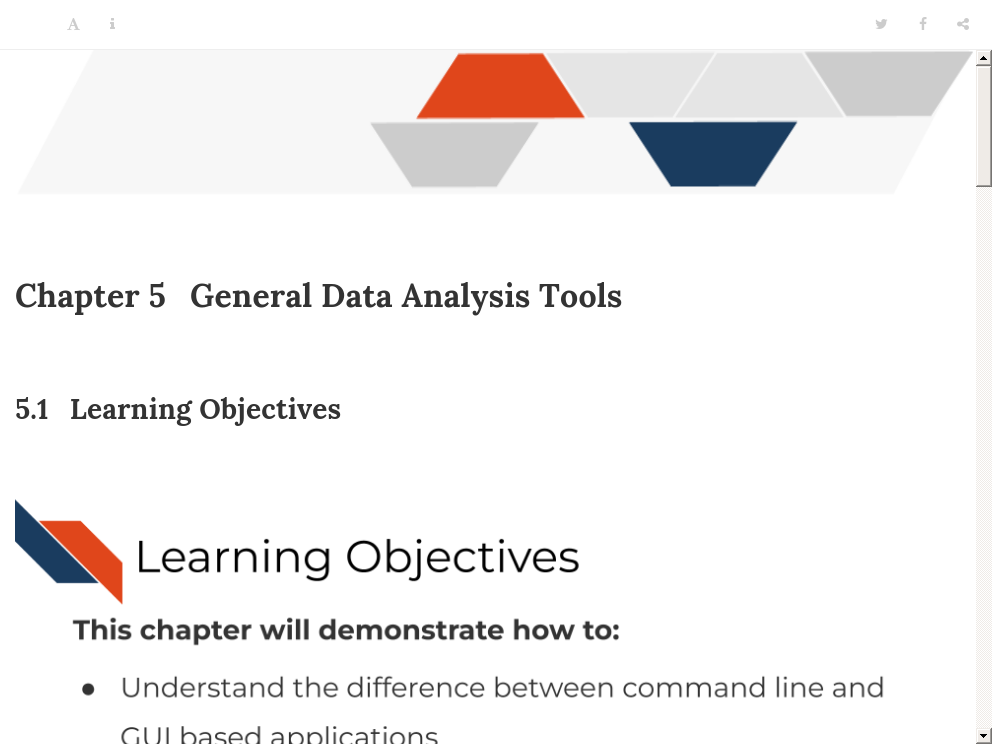 Chapter 5 General Data Analysis Tools
5.1 Learning Objectives
Learning Objectives
This chapter will demonstrate how to:
● Understand the difference between command line and
GUI based applications